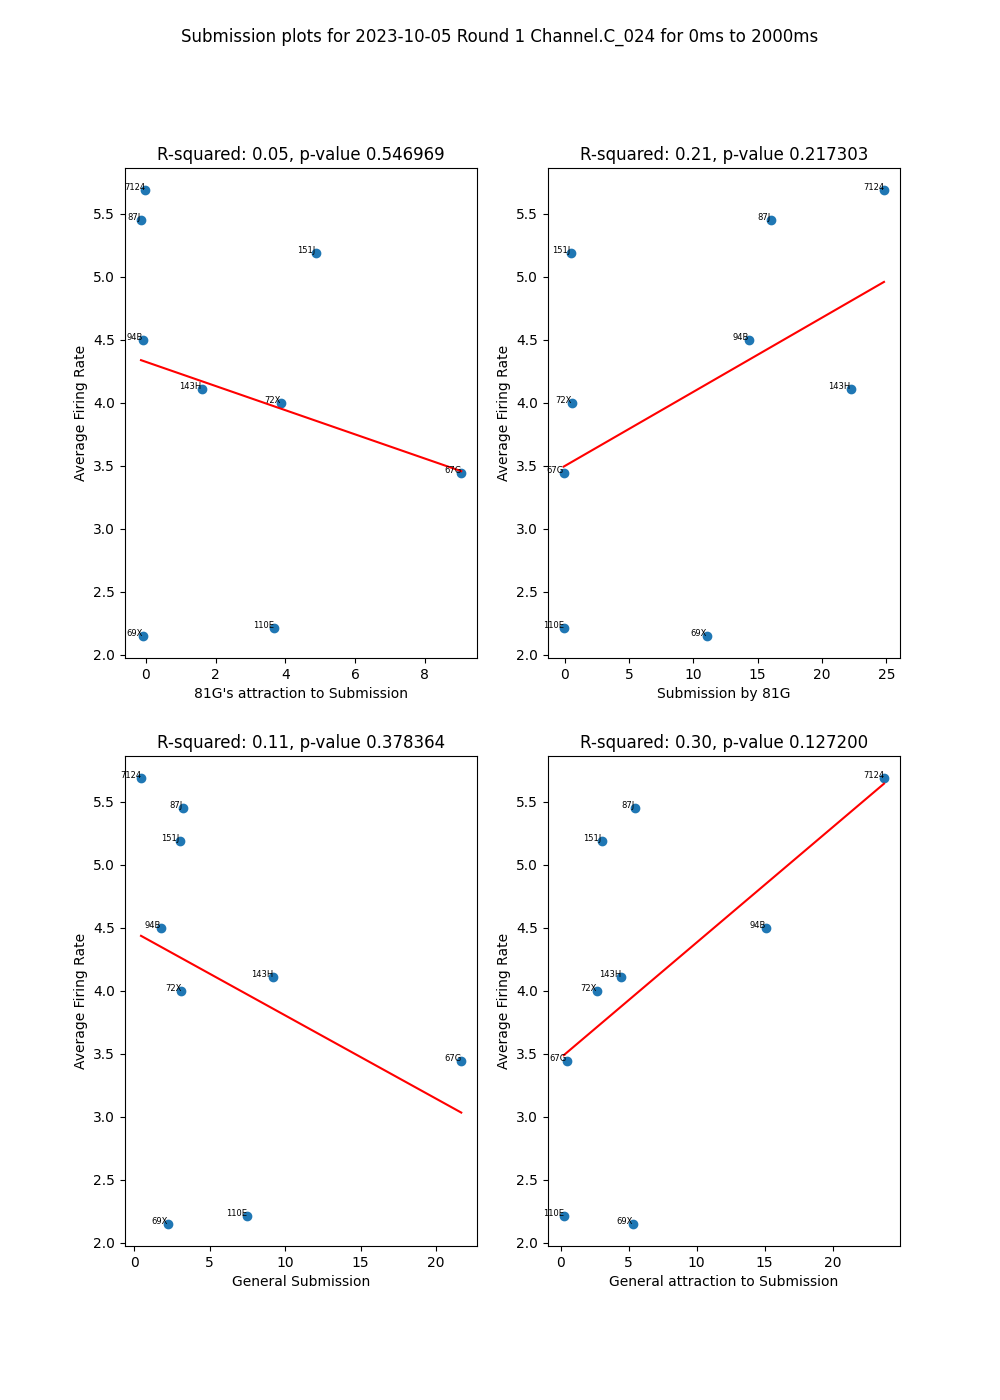 Submission plots for 2023-10-05 Round 1 Channel.C_024 for 0ms to 2000ms
R-squared: 0.05, p-value 0.546969
7124
87J
151J
94B
143H
72X
67G
69X
110E
5.5
5.0
4.5
4.0
3.5
3.0
2.5
2.0
Average Firing Rate
0 2 4 6 8
81G's attraction to Submission
R-squared: 0.21, p-value 0.217303
7124
87J
151J
94B
143H
72X
67G
110E
69X
5.5
5.0
4.5
4.0
3.5
3.0
2.5
2.0
Average Firing Rate
0 5 10 15 20 25
Submission by 81G
R-squared: 0.11, p-value 0.378364
7124
87J
151J
94B
143H
72X
67G
69X
110E
5.5
5.0
4.5
4.0
3.5
3.0
2.5
2.0
Average Firing Rate
0 5 10 15 20
General Submission
R-squared: 0.30, p-value 0.127200
7124
87J
151J
94B
143H
72X
67G
110E
69X
5.5
5.0
4.5
4.0
3.5
3.0
2.5
2.0
Average Firing Rate
0 5 10 15 20
General attraction to Submission